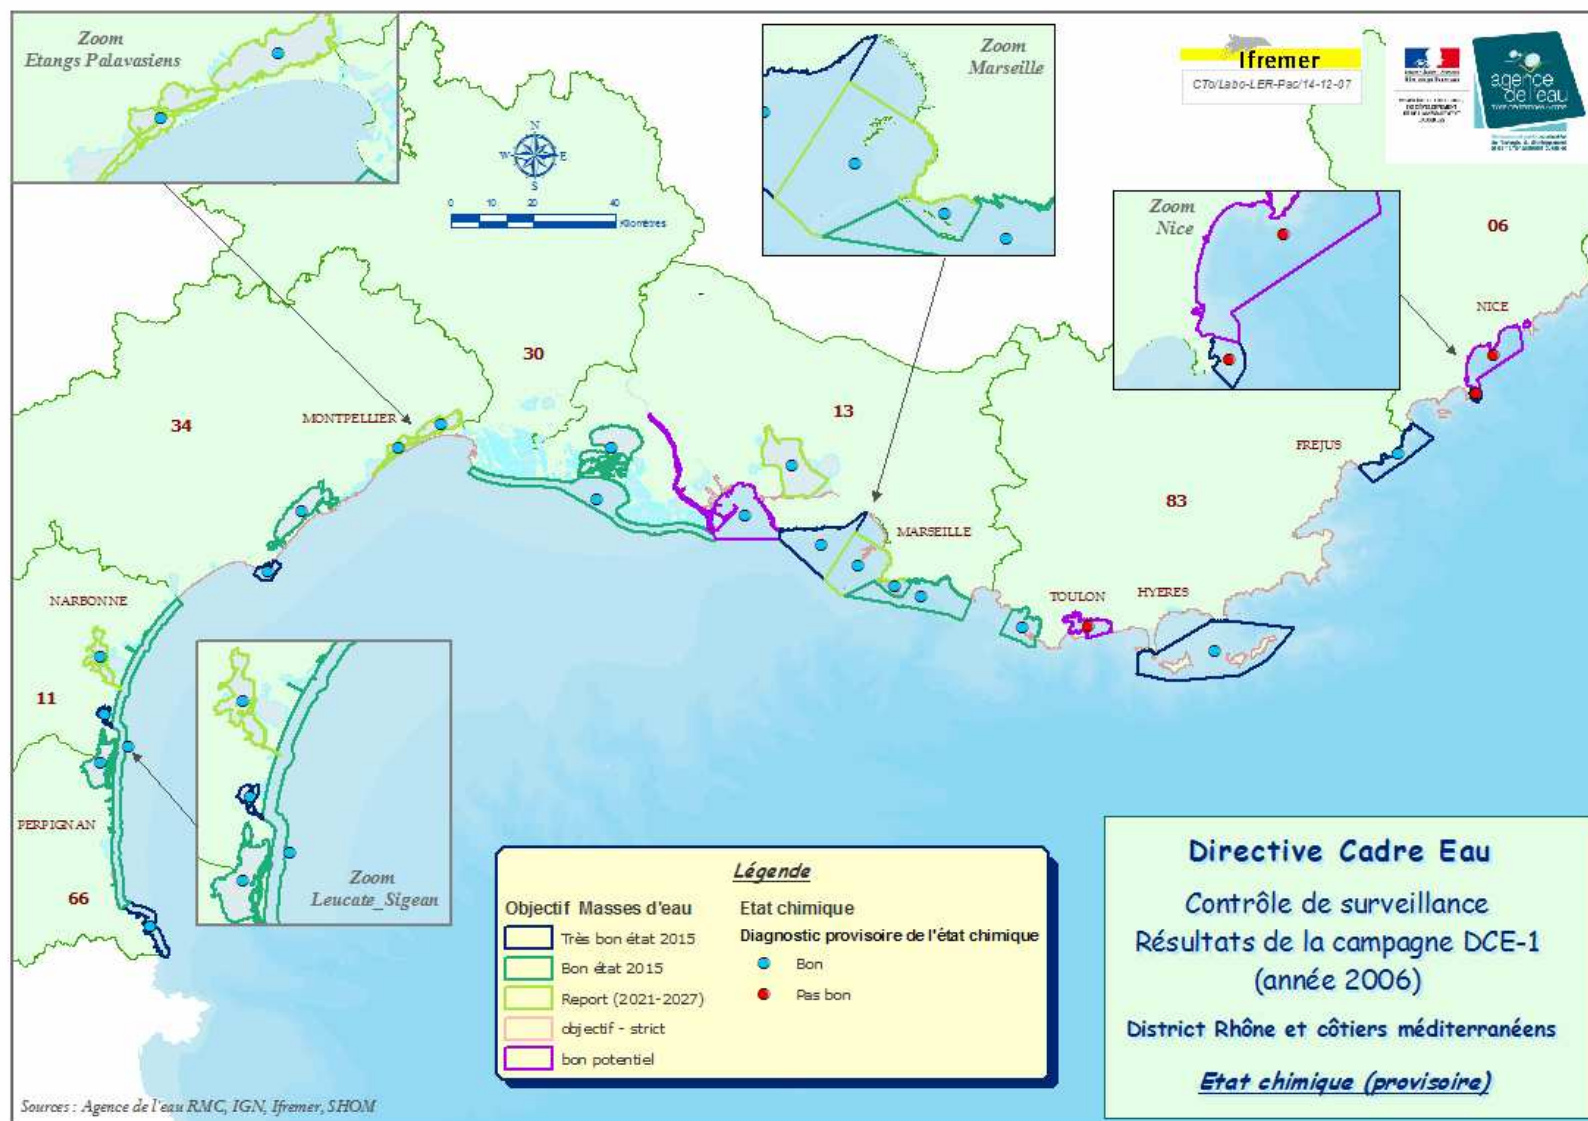 Zoom
Etangs Palavasiens
Zoom
Marseille
Ifremer
CTo/Labo-LER-Pac/14-12-07
agence
de l'eau
N
W E
S
0 10 20 40
Kilomètres
Zoom
Nice
06
NICE
30
34
MONTPELLIER
13
FREJUS
83
MARSEILLE
NARBONNE
TOULON
HYERES
11
PERPIGNAN
66
Zoom
Leucate_Sigean
Légende
Objectif Masses d'eau
Très bon état 2015
Bon état 2015
Report (2021-2027)
objectif - strict
bon potentiel
Etat chimique
Diagnostic provisoire de l'état chimique
Bon
Pas bon
Directive Cadre Eau
Contrôle de surveillance
Résultats de la campagne DCE-1
(année 2006)
District Rhône et côtiers méditerranéens
Etat chimique (provisoire)
Sources : Agence de l'eau RMC, IGN, Ifremer, SHOM